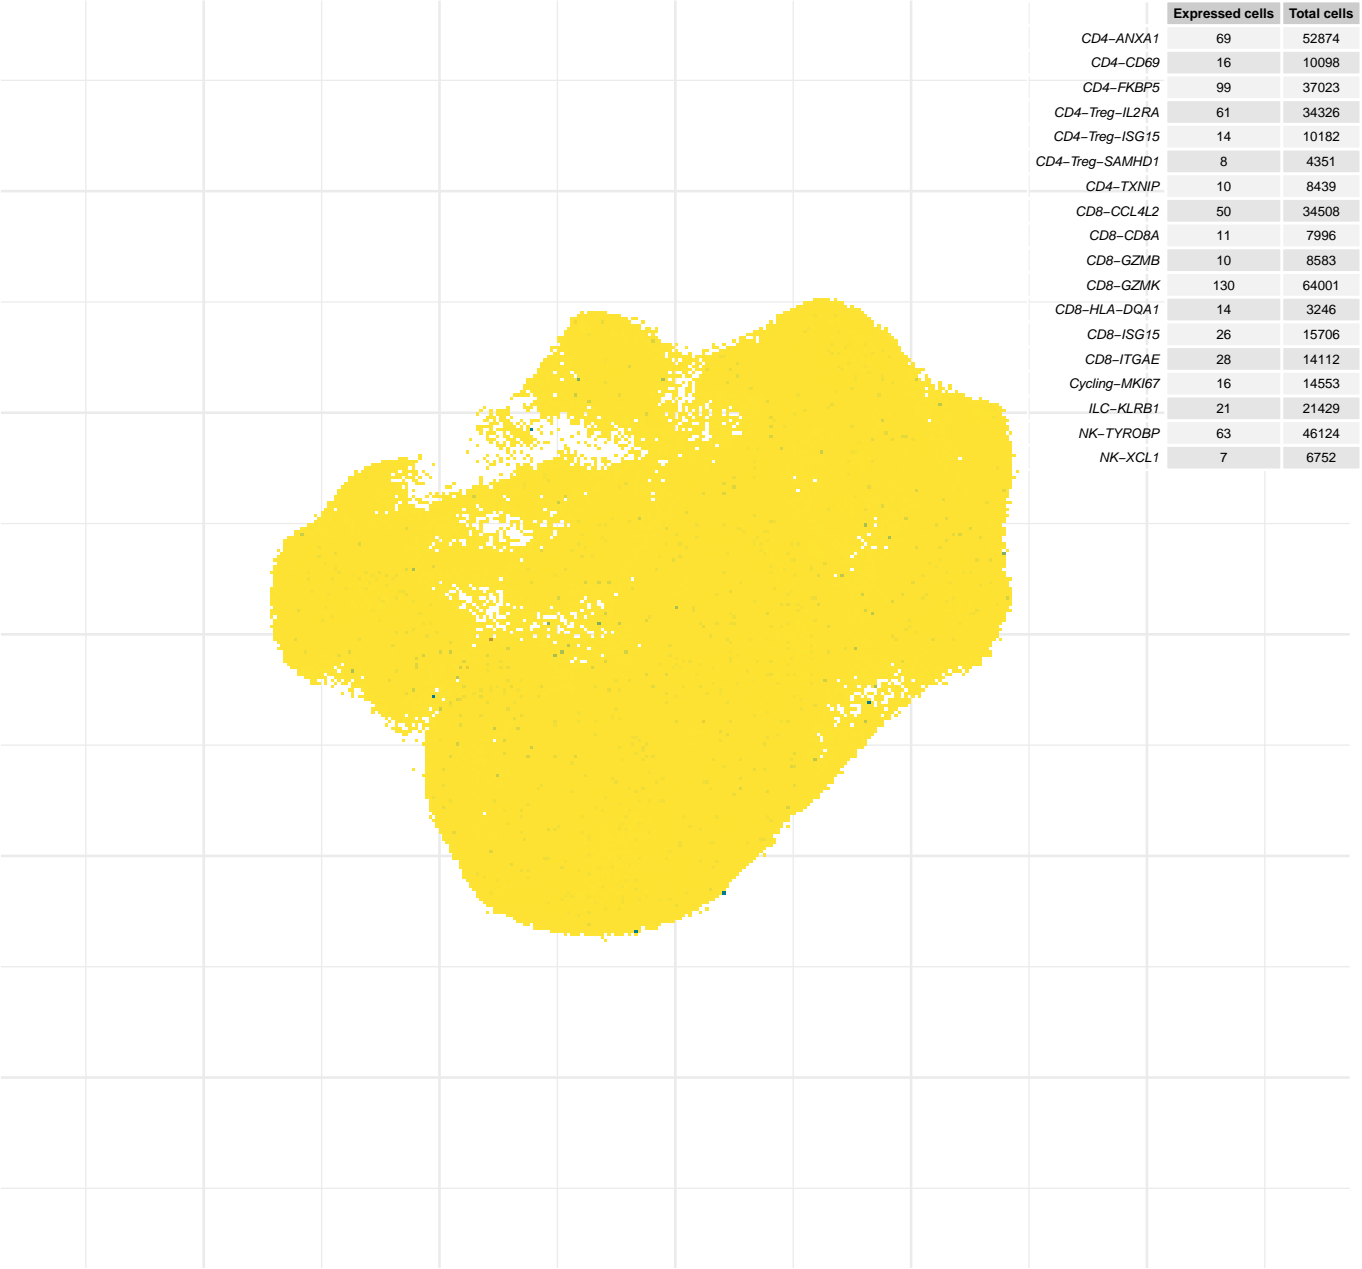 Expressed cells Total cells
CD4−ANXA1 69 52874
CD4−CD69 16 10098
CD4−FKBP5 99 37023
CD4−Treg−IL2RA 61 34326
CD4−Treg−ISG15 14 10182
CD4−Treg−SAMHD1 8 4351
CD4−TXNIP 10 8439
CD8−CCL4L2 50 34508
CD8−CD8A 11 7996
CD8−GZMB 10 8583
CD8−GZMK 130 64001
CD8−HLA−DQA1 14 3246
CD8−ISG15 26 15706
CD8−ITGAE 28 14112
Cycling−MKI67 16 14553
ILC−KLRB1 21 21429
NK−TYROBP 63 46124
NK−XCL1 7 6752